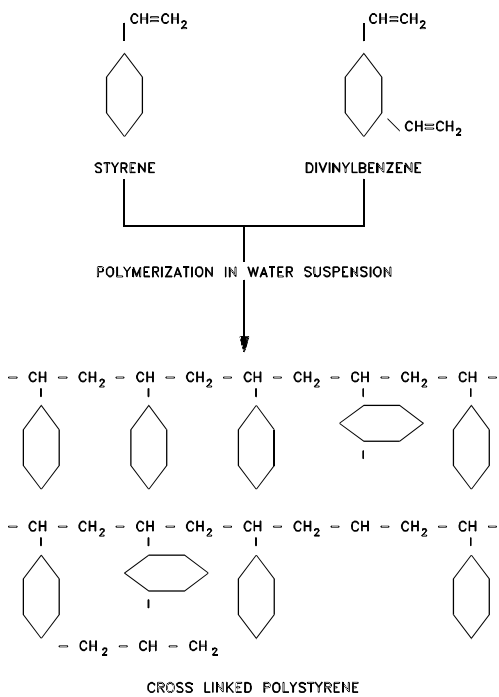 CH=CH₂ CH=CH₂
CH=CH₂
STYRENE DIVINYLBENZENE
POLYMERIZATION IN WATER SUSPENSION
– CH – CH₂ – CH – CH₂ – CH – CH₂ – CH – CH₂ – CH –
– CH – CH₂ – CH – CH₂ – CH – CH₂ – CH – CH₂ – CH –
– CH₂ – CH – CH₂
CROSS LINKED POLYSTYRENE